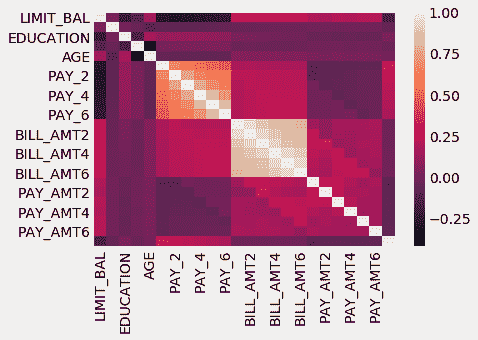 LIMIT_BAL
EDUCATION
AGE
PAY_2
PAY_4
PAY_6
BILL_AMT2
BILL_AMT4
BILL_AMT6
PAY_AMT2
PAY_AMT4
PAY_AMT6
1.00
0.75
0.50
0.25
0.00
−0.25
LIMIT_BAL
EDUCATION
AGE
PAY_2
PAY_4
PAY_6
BILL_AMT2
BILL_AMT4
BILL_AMT6
PAY_AMT2
PAY_AMT4
PAY_AMT6